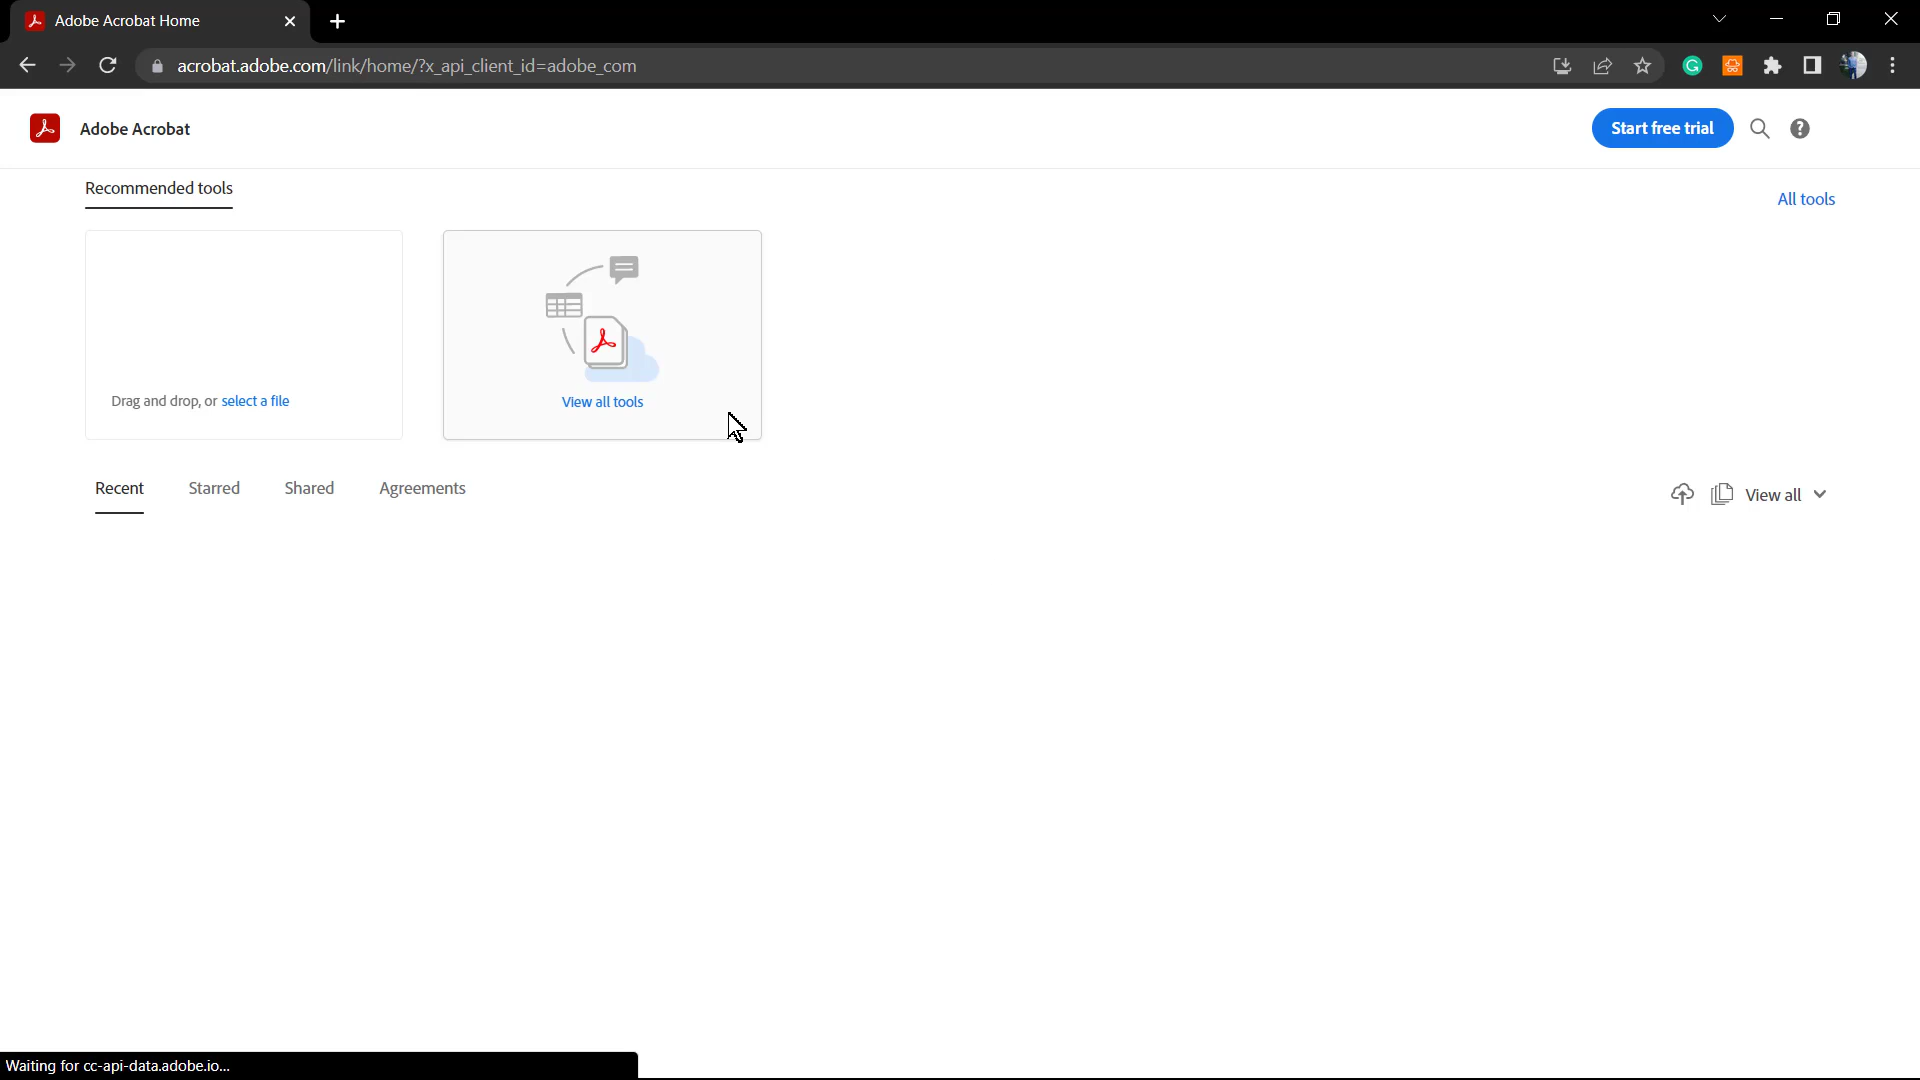 Adobe Acrobat Home
acrobat.adobe.com/link/home/?x_api_client_id=adobe_com
Adobe Acrobat
Start free trial
Recommended tools
All tools
Drag and drop, or select a file
View all tools
Recent
Starred
Shared
Agreements
View all
Waiting for cc-api-data.adobe.io...